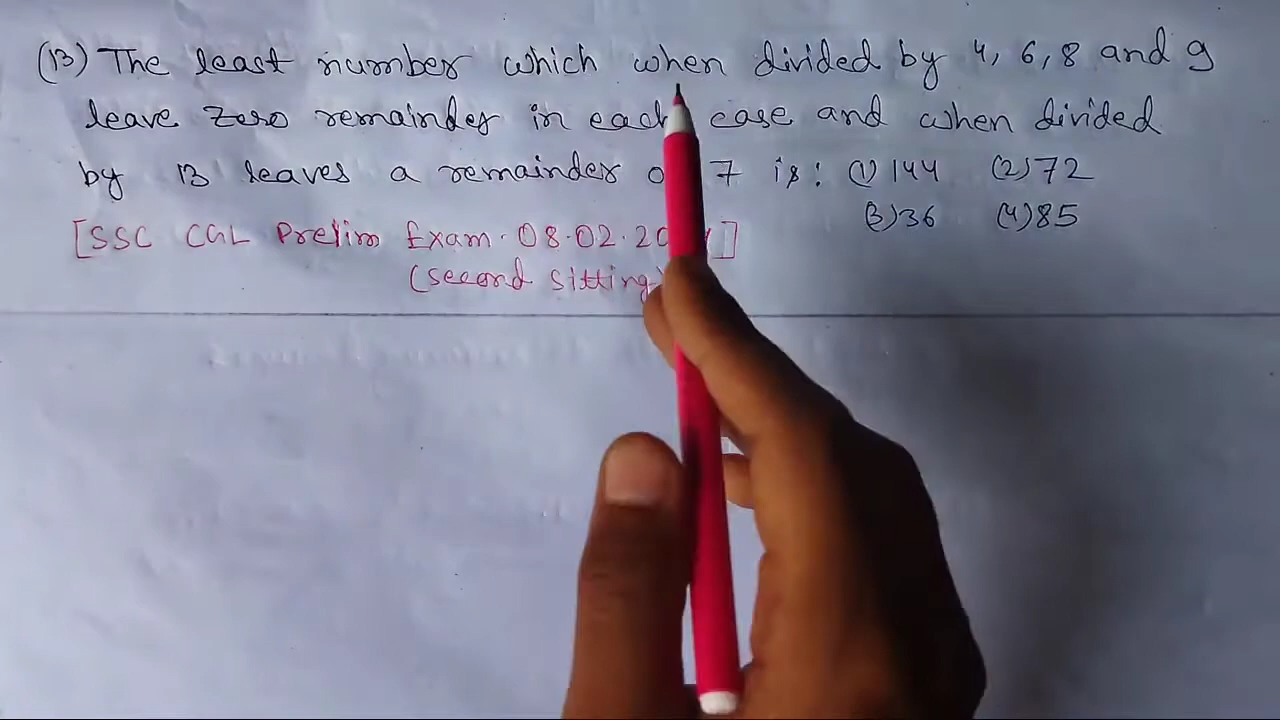 (13) The least number which when divided by 4, 6, 8 and 9
leave zero remainder in each case and when divided
by 13 leaves a remainder 7 is: (1) 144 (2) 72
(3) 36 (4) 85
[SSC CGL Prelim Exam. 08.02.20]
(second sitting)